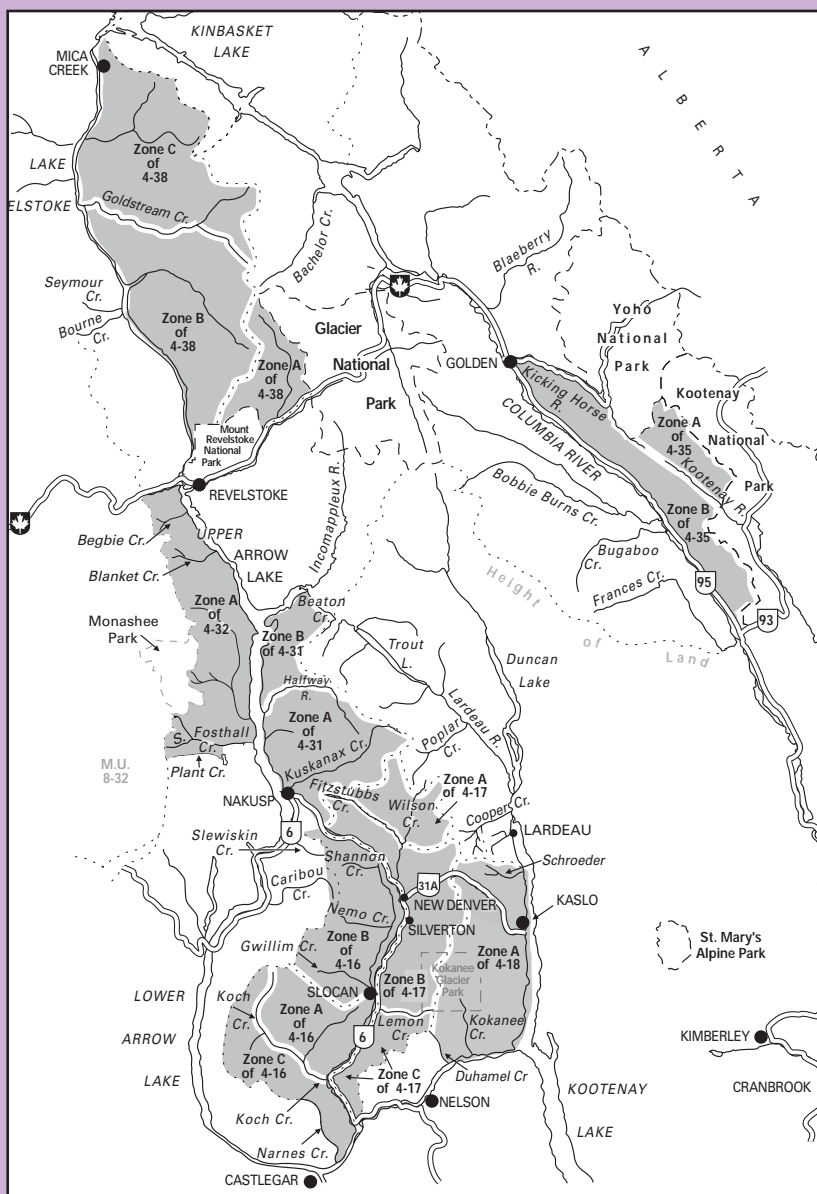 KINBASKET
LAKE
MICA
CREEK
ALBERTA
Zone C
of
4-38
LAKE
ELSTOKE
Goldstream Cr.
Bachelor Cr.
Blaeberry
R.
Seymour
Cr.
Bourne
Cr.
Zone B
of
4-38
Glacier
National
Park
Yoho
National
Park
Zone A
of
4-38
GOLDEN
Kicking Horse
R.
Kootenay
National
Park
Zone A
of
4-35
Mount
Revelstoke
National
Park
COLUMBIA RIVER
Kootenay R.
REVELSTOKE
Incomappleux R.
Bobbie Burns Cr.
Zone B
of
4-35
UPPER
ARROW
LAKE
Begbie Cr.
Blanket Cr.
Bugaboo
Cr.
Frances Cr.
95
93
Height
of
Land
Zone A
of
4-32
Beaton
Cr.
Monashee
Park
Zone B
of 4-31
Trout
L.
Duncan
Lake
Halfway
R.
Lardeau R.
Zone A
of
4-31
S. Fosthall
Cr.
Poplar
Cr.
Kuskanax Cr.
M.U.
8-32
Plant Cr.
Zone A
of 4-17
NAKUSP
Fitzstubbs
Cr.
Wilson
Cr.
Cooper Cr.
LARDEAU
6
Slewiskin
Cr.
Shannon
Cr.
Schroeder
Caribou
Cr.
31A
NEW DENVER
KASLO
Nemo Cr.
SILVERTON
St. Mary's
Alpine Park
Gwillim Cr.
Zone B
of
4-16
Zone A
of 4-18
Kokanee
Glacier
Park
SLOCAN
Zone B
of 4-17
LOWER
ARROW
LAKE
Koch
Cr.
Zone A
of
4-16
Lemon
Cr.
Kokanee
Cr.
KIMBERLEY
6
Zone C
of 4-16
Zone C
of 4-17
Duhamel Cr
CRANBROOK
KOOTENAY
LAKE
NELSON
Koch Cr.
Narnes Cr.
CASTLEGAR